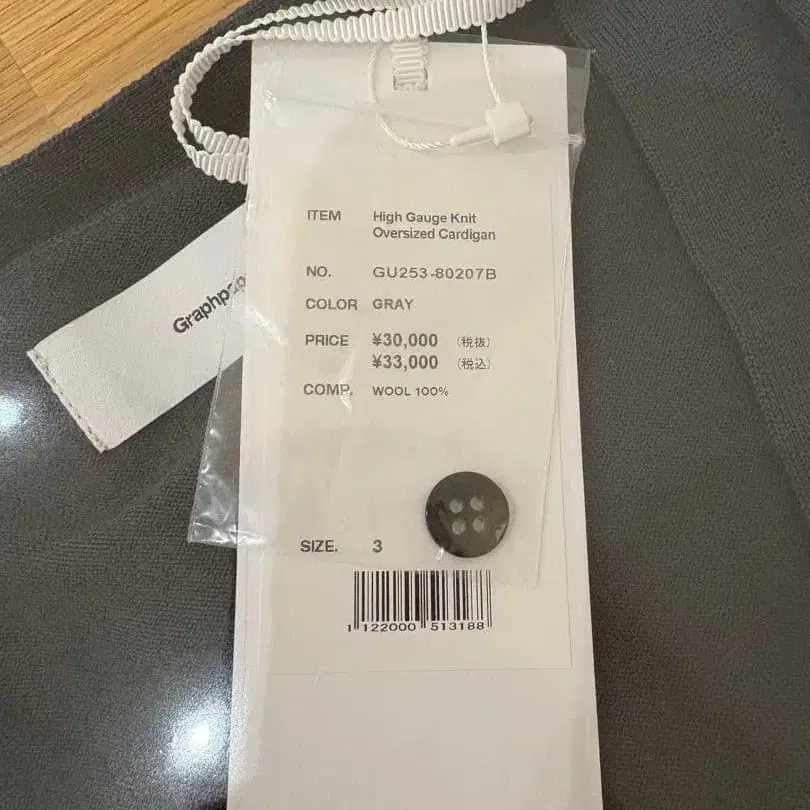 ITEM High Gauge Knit
Oversized Cardigan
NO. GU253-80207B
COLOR GRAY
PRICE ¥30,000 (税抜)
¥33,000 (税込)
COMP. WOOL 100%
SIZE. 3
1 122000 513188
Graphpap